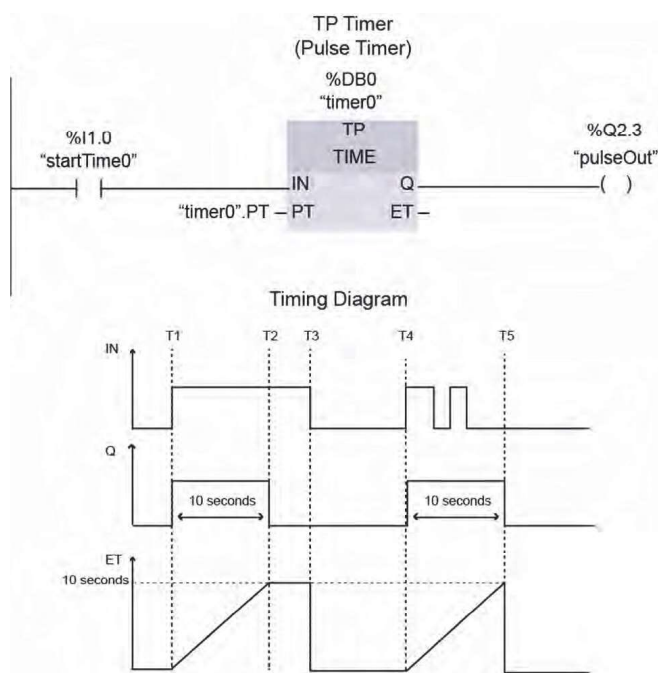 TP Timer
(Pulse Timer)
%DB0
“timer0”
TP
TIME
%I1.0
“startTime0”
%Q2.3
“pulseOut”
IN
Q
( )
“timer0”.PT
PT
ET
Timing Diagram
T1 T2 T3 T4 T5
IN
Q
10 seconds 10 seconds
ET
10 seconds